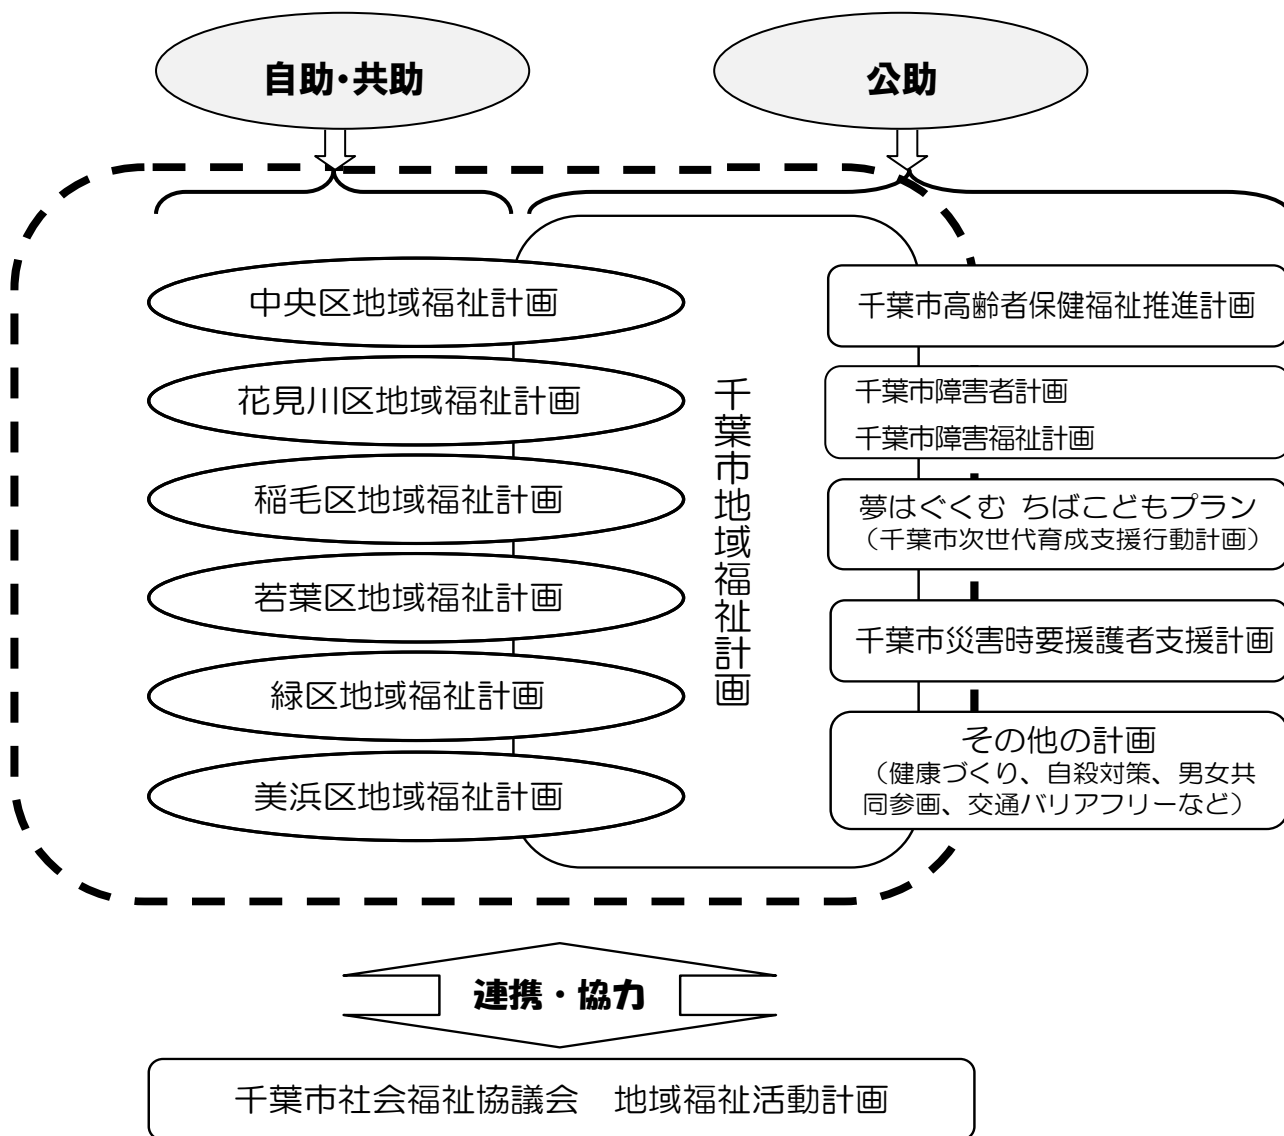 自助・共助
公助
中央区地域福祉計画
花見川区地域福祉計画
稲毛区地域福祉計画
若葉区地域福祉計画
緑区地域福祉計画
美浜区地域福祉計画
千葉市地域福祉計画
千葉市高齢者保健福祉推進計画
千葉市障害者計画
千葉市障害福祉計画
夢はぐくむ ちばこどもプラン
（千葉市次世代育成支援行動計画）
千葉市災害時要援護者支援計画
その他の計画
（健康づくり、自殺対策、男女共
同参画、交通バリアフリーなど）
連携・協力
千葉市社会福祉協議会　地域福祉活動計画